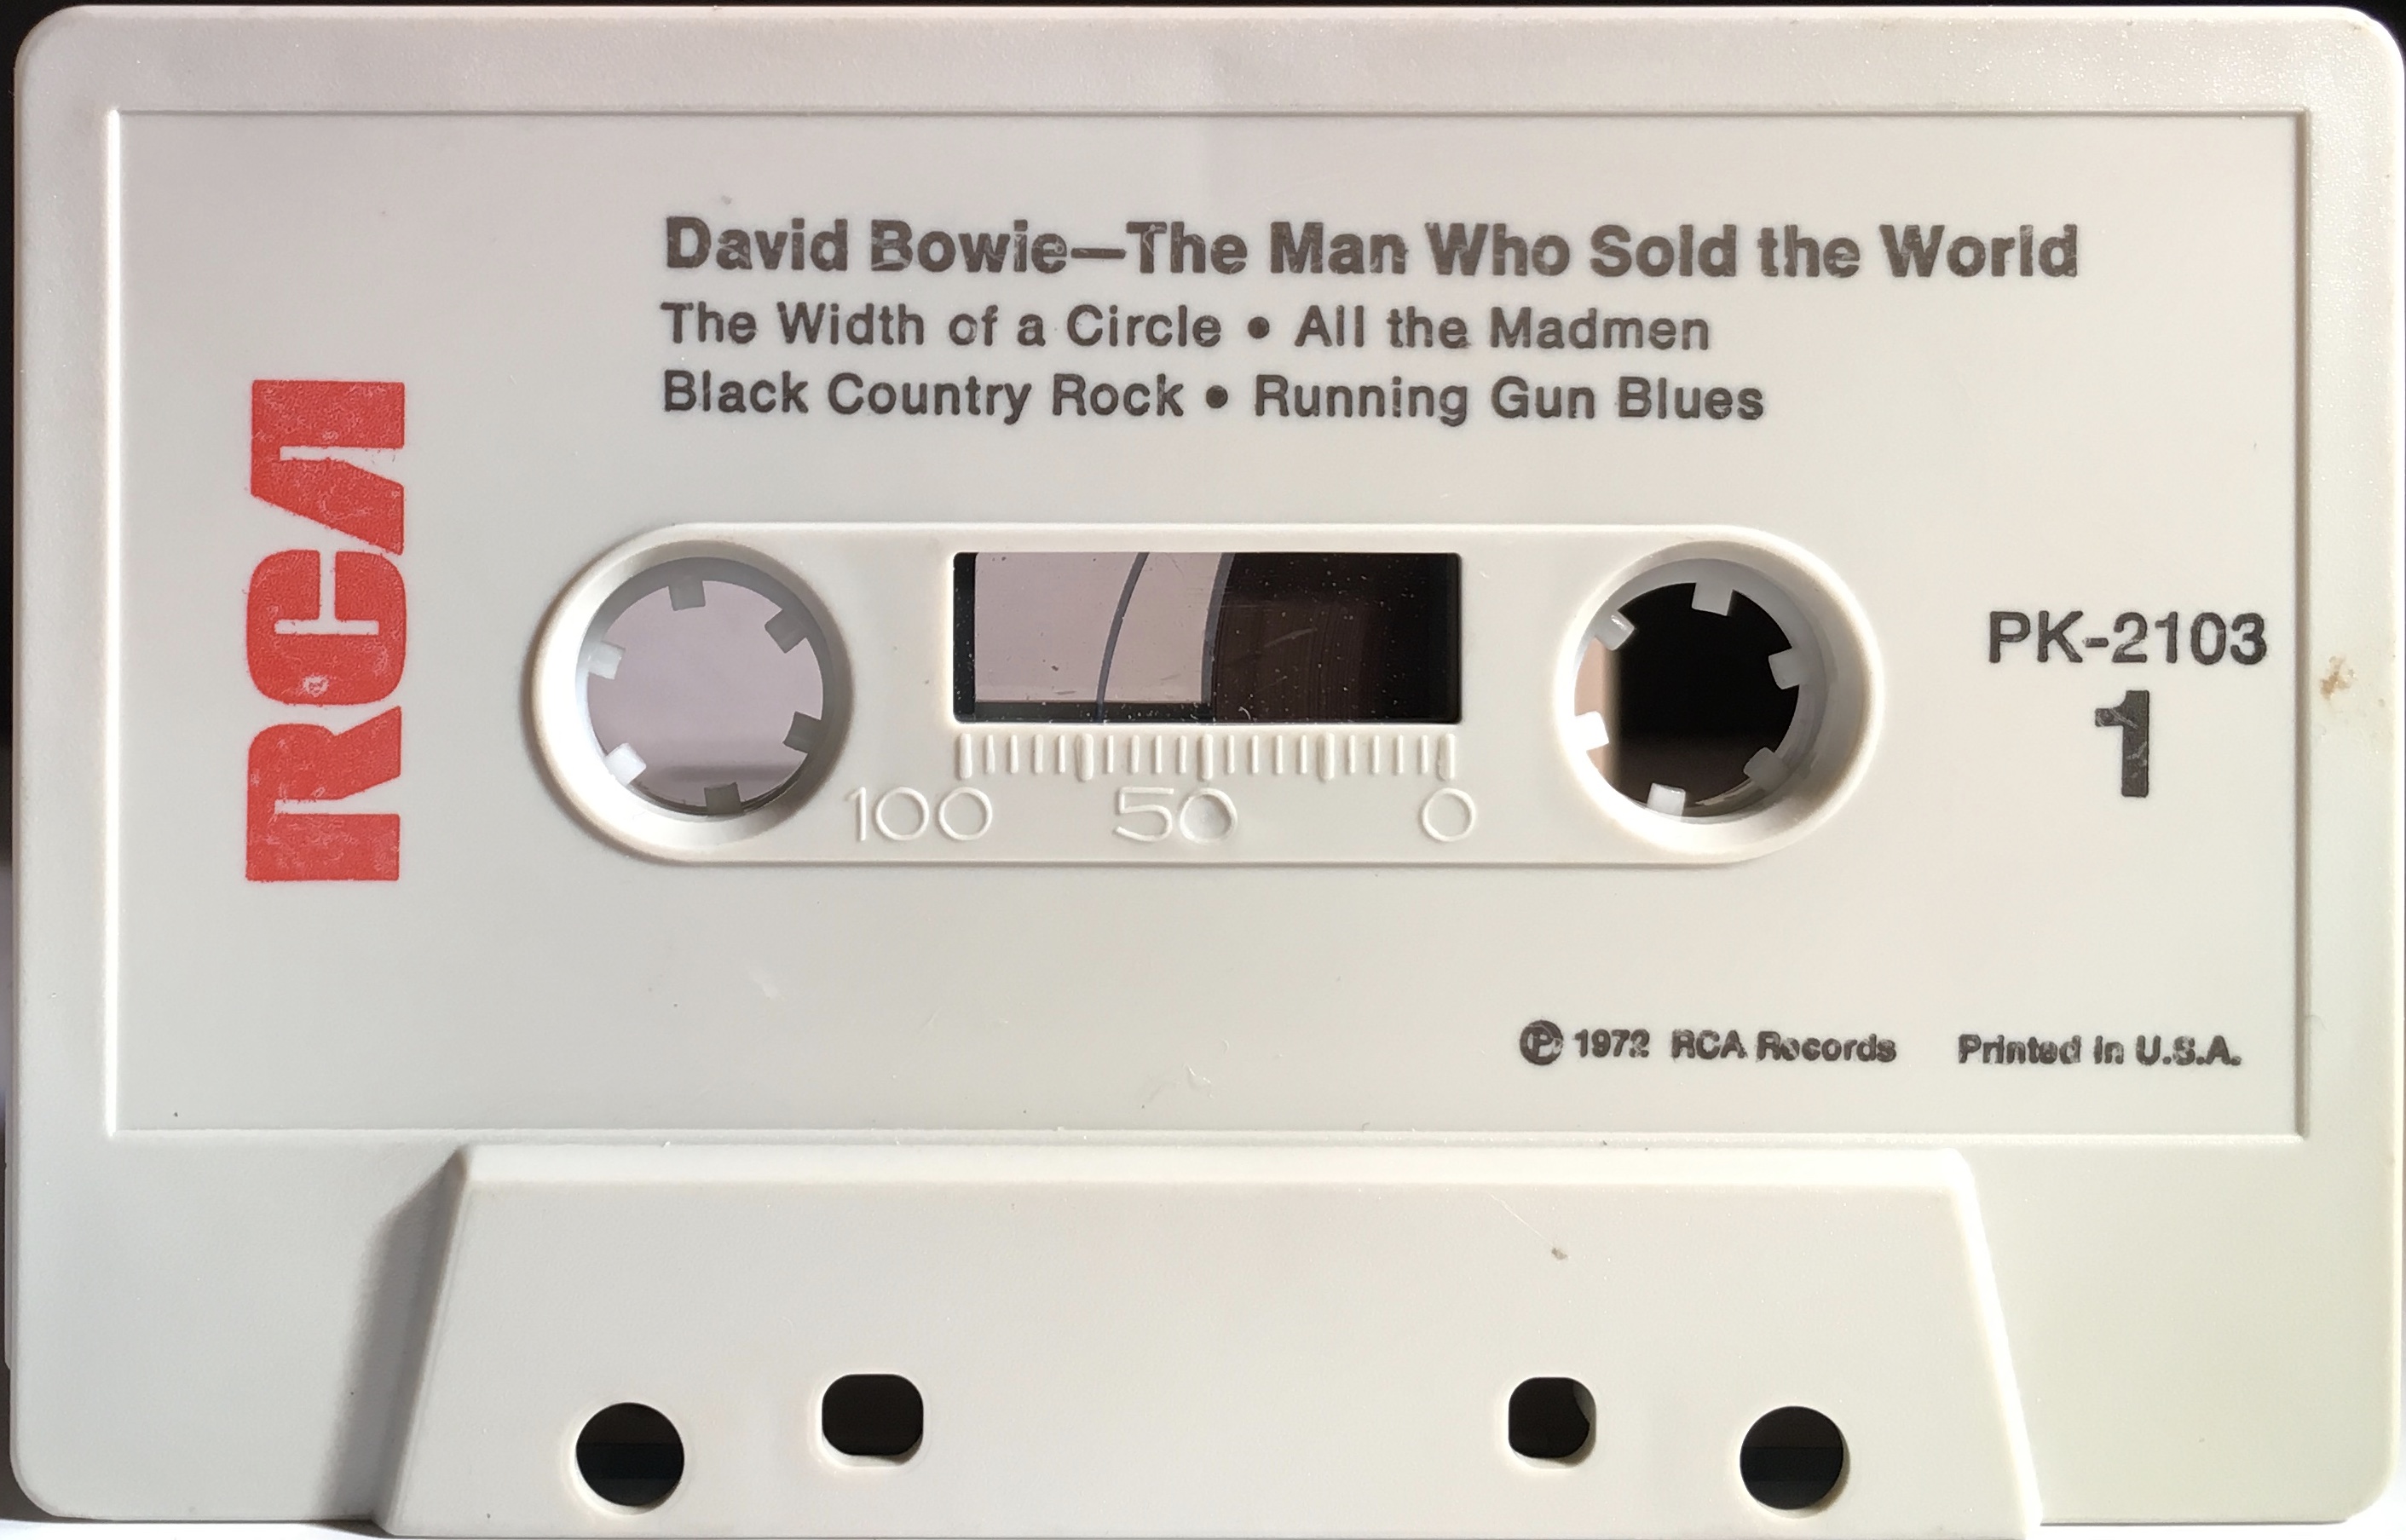 David Bowie—The Man Who Sold the World
The Width of a Circle • All the Madmen
Black Country Rock • Running Gun Blues
RCA
100 50 0
PK-2103
1
℗ 1972 RCA Records Printed in U.S.A.